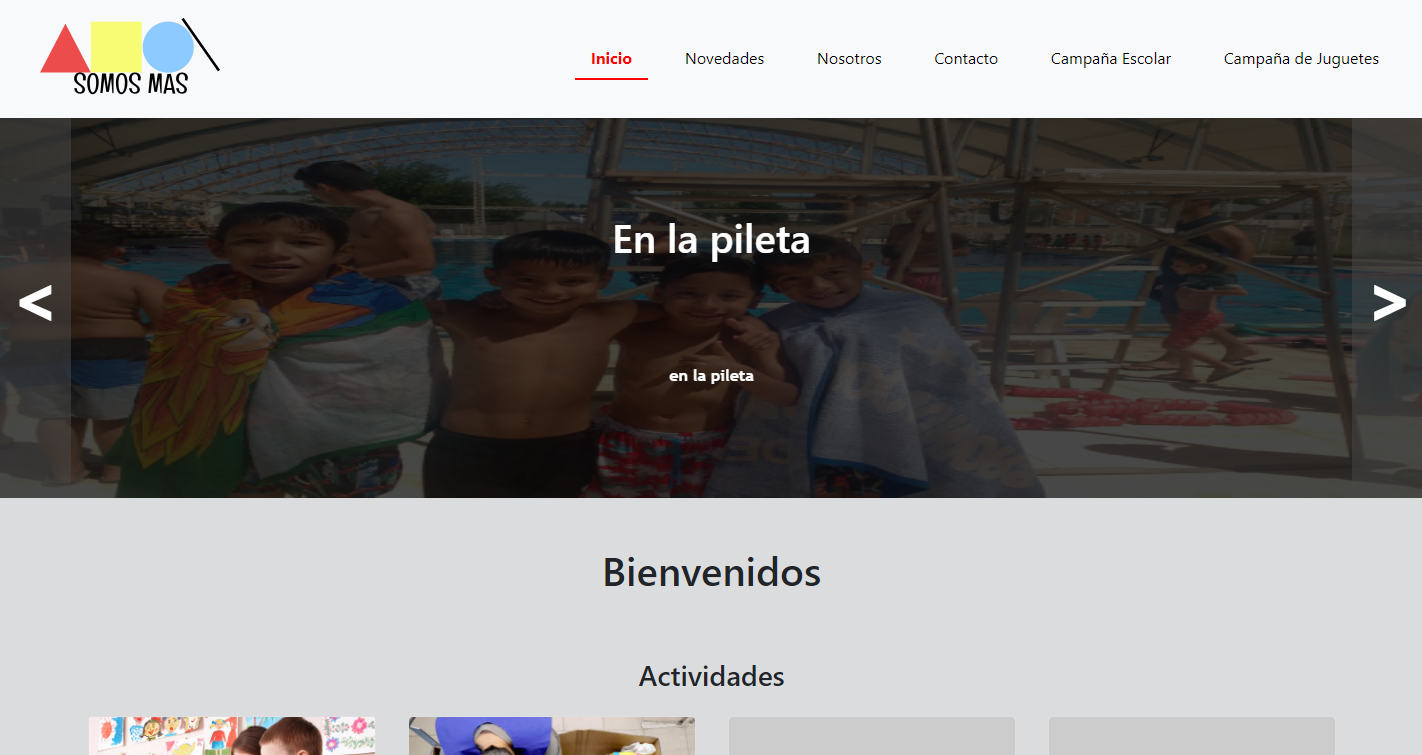 SOMOS MAS
Inicio Novedades Nosotros Contacto Campaña Escolar Campaña de Juguetes
En la pileta
< >
en la pileta
Bienvenidos
Actividades